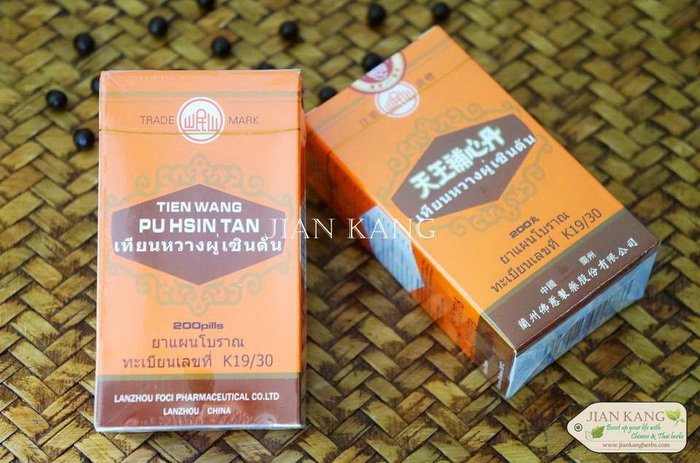 TRADE MARK
TIEN WANG
PU HSIN TAN
เทียนหวางผู่เซินตัน
200pills
ยาแผนโบราณ
ทะเบียนเลขที่ K19/30
LANZHOU FOCI PHARMACEUTICAL CO.LTD
LANZHOU CHINA
天王補心丹
เทียนหวางผู่เซินตัน
200丸
ยาแผนโบราณ
ทะเบียนเลขที่ K19/30
中國 蘭州
蘭州佛慈製藥股份有限公司
JIAN KANG
JIAN KANG
Boost up your life with
Chinese & Thai herbs
www.jiankangherbs.com